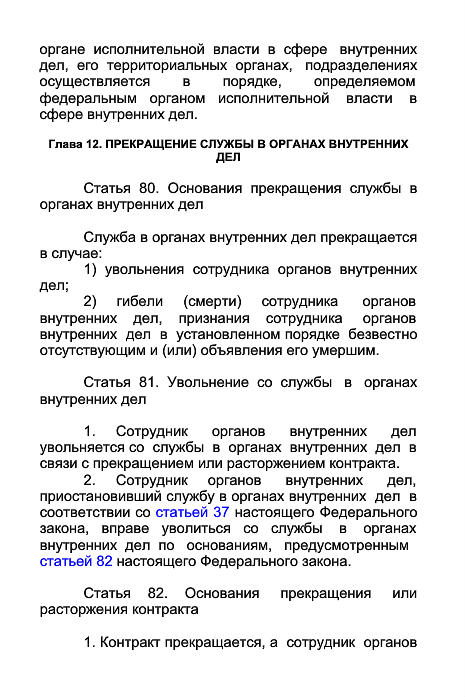 органе исполнительной власти в сфере внутренних
дел, его территориальных органах, подразделениях
осуществляется в порядке, определяемом
федеральным органом исполнительной власти в
сфере внутренних дел.
Глава 12. ПРЕКРАЩЕНИЕ СЛУЖБЫ В ОРГАНАХ ВНУТРЕННИХ
ДЕЛ
Статья 80. Основания прекращения службы в
органах внутренних дел
Служба в органах внутренних дел прекращается
в случае:
1) увольнения сотрудника органов внутренних
дел;
2) гибели (смерти) сотрудника органов
внутренних дел, признания сотрудника органов
внутренних дел в установленном порядке безвестно
отсутствующим и (или) объявления его умершим.
Статья 81. Увольнение со службы в органах
внутренних дел
1. Сотрудник органов внутренних дел
увольняется со службы в органах внутренних дел в
связи с прекращением или расторжением контракта.
2. Сотрудник органов внутренних дел,
приостановивший службу в органах внутренних дел в
соответствии со статьей 37 настоящего Федерального
закона, вправе уволиться со службы в органах
внутренних дел по основаниям, предусмотренным
статьей 82 настоящего Федерального закона.
Статья 82. Основания прекращения или
расторжения контракта
1. Контракт прекращается, а сотрудник органов